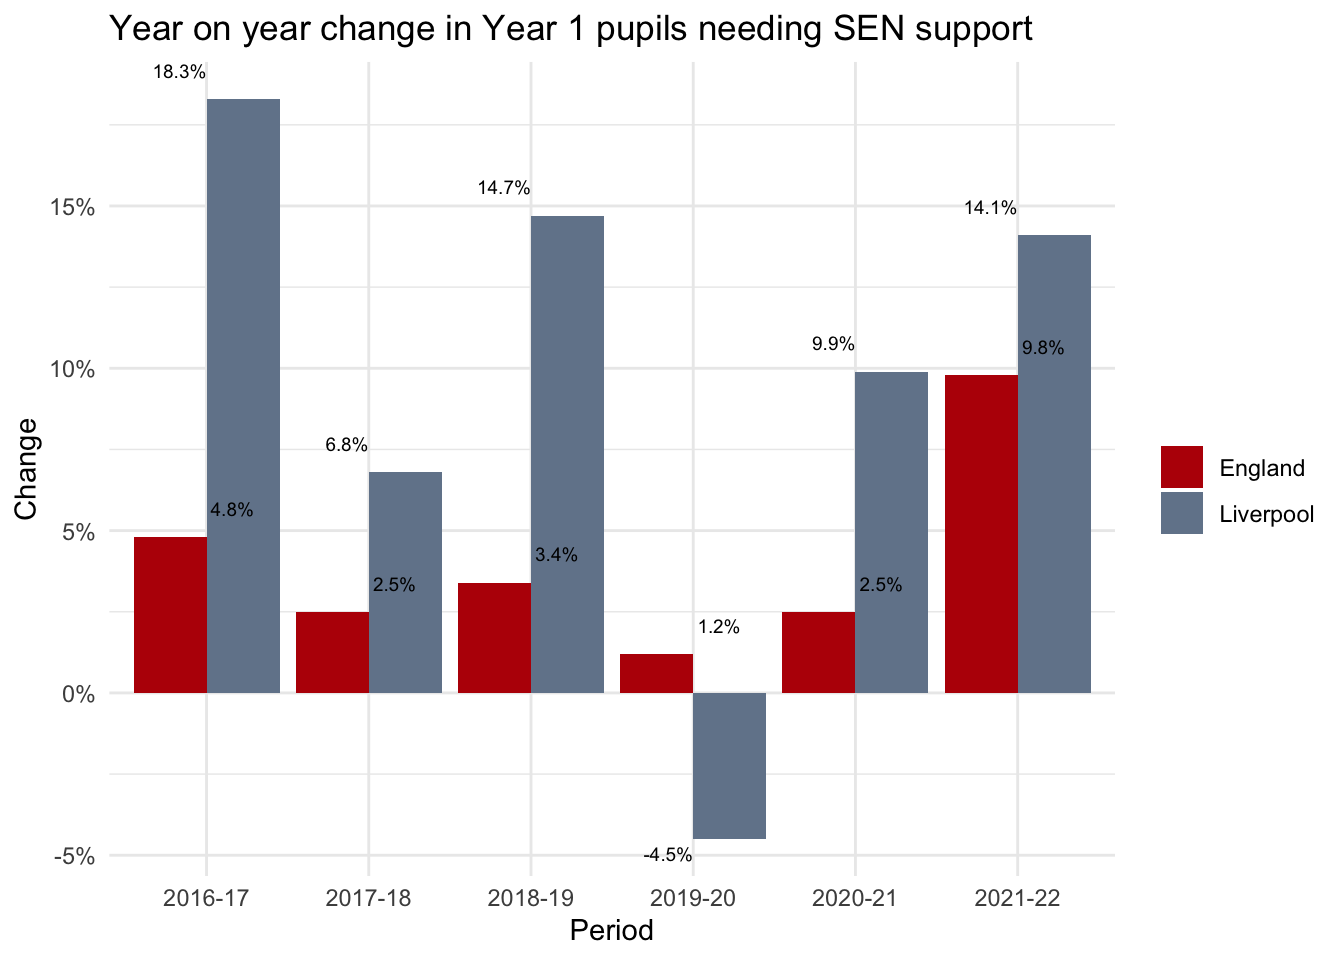 Year on year change in Year 1 pupils needing SEN support
18.3%
14.7%
15%
14.1%
9.9%
9.8%
10%
6.8%
Change
England
4.8%
Liverpool
5%
3.4%
2.5%
2.5%
1.2%
0%
-4.5%
-5%
2016-17 2017-18 2018-19 2019-20 2020-21 2021-22
Period